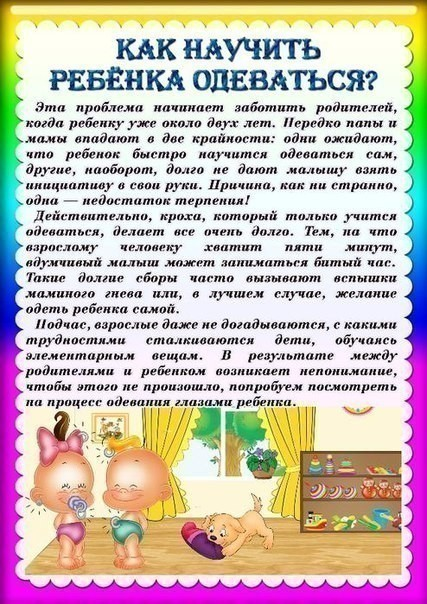 КАК НАУЧИТЬ
РЕБЁНКА ОДЕВАТЬСЯ?
Эта проблема начинает заботить родителей,
когда ребенку уже около двух лет. Нередко папы и
мамы впадают в две крайности: одни ожидают,
что ребенок быстро научится одеваться сам,
другие, наоборот, долго не дают малышу взять
инициативу в свои руки. Причина, как ни странно,
одна — недостаток терпения!
Действительно, кроха, который только учится
одеваться, делает все очень долго. Тем, на что
взрослому человеку хватит пяти минут,
вдумчивый малыш может заниматься битый час.
Такие долгие сборы часто вызывают вспышки
маминого гнева или, в лучшем случае, желание
одеть ребенка самой.
Подчас, взрослые даже не догадываются, с какими
трудностями сталкиваются дети, обучаясь
элементарным вещам. В результате между
родителями и ребенком возникает непонимание,
чтобы этого не произошло, попробуем посмотреть
на процесс одевания глазами ребенка.